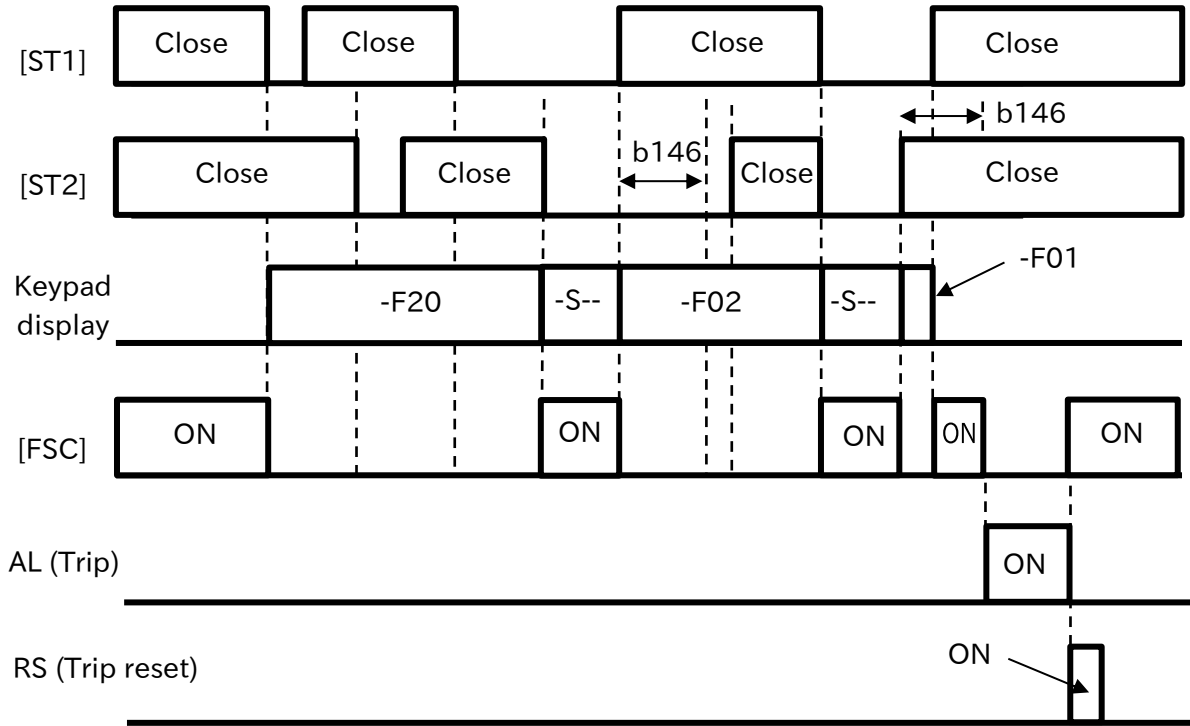 [ST1]
Close
Close
Close
Close
b146
[ST2]
Close
Close
b146
Close
Close
Keypad
display
-F20
-S--
-F02
-S--
-F01
[FSC]
ON
ON
ON
ON
ON
AL (Trip)
ON
RS (Trip reset)
ON